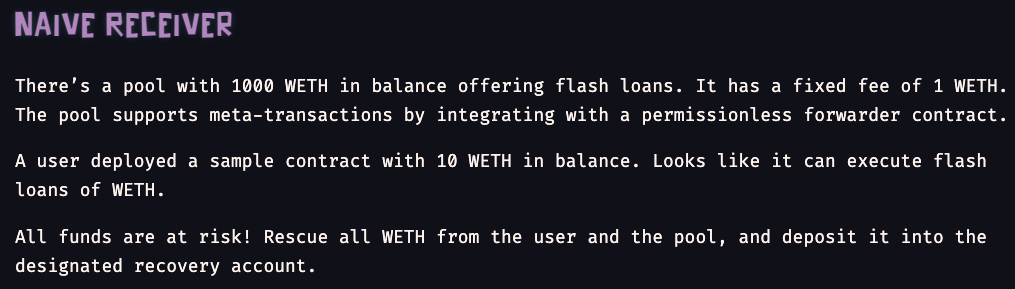 NAIVE RECEIVER
There’s a pool with 1000 WETH in balance offering flash loans. It has a fixed fee of 1 WETH.
The pool supports meta-transactions by integrating with a permissionless forwarder contract.
A user deployed a sample contract with 10 WETH in balance. Looks like it can execute flash
loans of WETH.
All funds are at risk! Rescue all WETH from the user and the pool, and deposit it into the
designated recovery account.